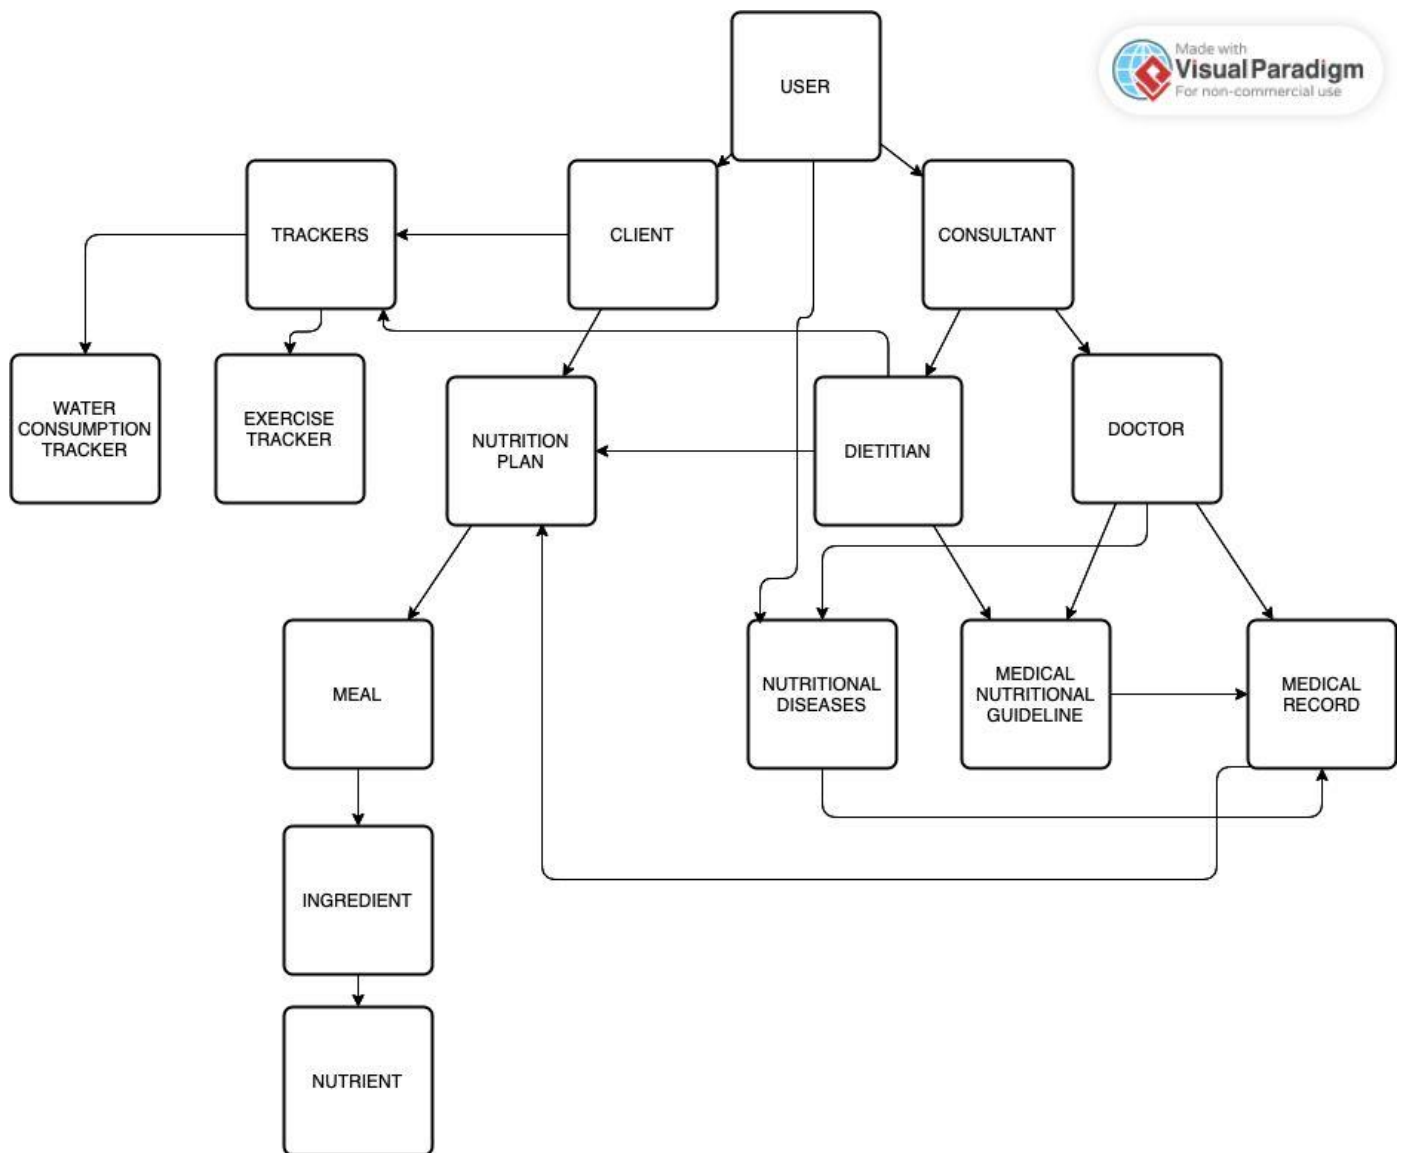 USER
Made with
Visual Paradigm
For non-commercial use
TRACKERS
CLIENT
CONSULTANT
WATER
CONSUMPTION
TRACKER
EXERCISE
TRACKER
NUTRITION
PLAN
DIETITIAN
DOCTOR
MEAL
NUTRITIONAL
DISEASES
MEDICAL
NUTRITIONAL
GUIDELINE
MEDICAL
RECORD
INGREDIENT
NUTRIENT